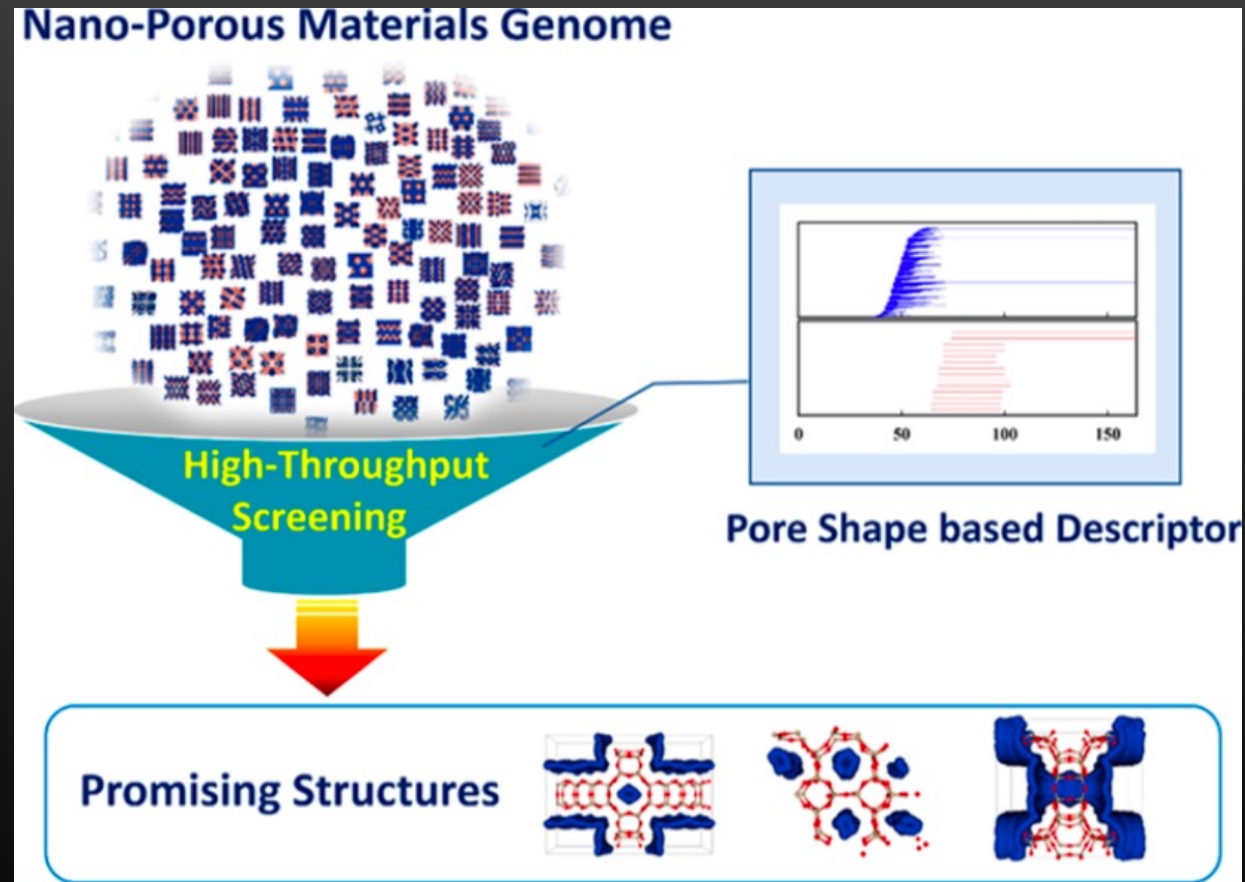 Nano-Porous Materials Genome
High-Throughput
Screening
0 50 100 150
Pore Shape based Descriptor
Promising Structures